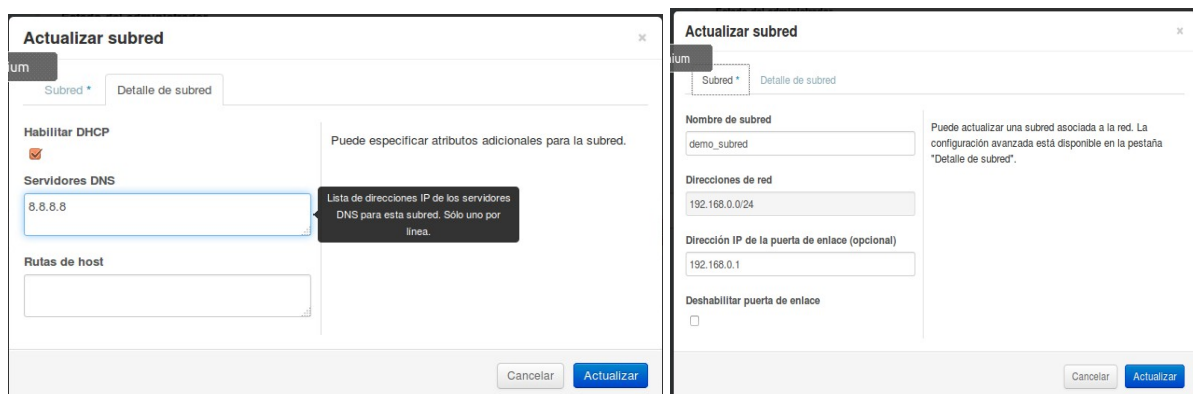 Actualizar subred
×
ium
Subred *
Detalle de subred
Habilitar DHCP
Servidores DNS
8.8.8.8
Rutas de host
Puede especificar atributos adicionales para la subred.
Lista de direcciones IP de los servidores
DNS para esta subred. Sólo uno por
línea.
Cancelar
Actualizar
Actualizar subred
×
ium
Subred *
Detalle de subred
Nombre de subred
demo_subred
Direcciones de red
192.168.0.0/24
Dirección IP de la puerta de enlace (opcional)
192.168.0.1
Deshabilitar puerta de enlace
Puede actualizar una subred asociada a la red. La
configuración avanzada está disponible en la pestaña
"Detalle de subred".
Cancelar
Actualizar